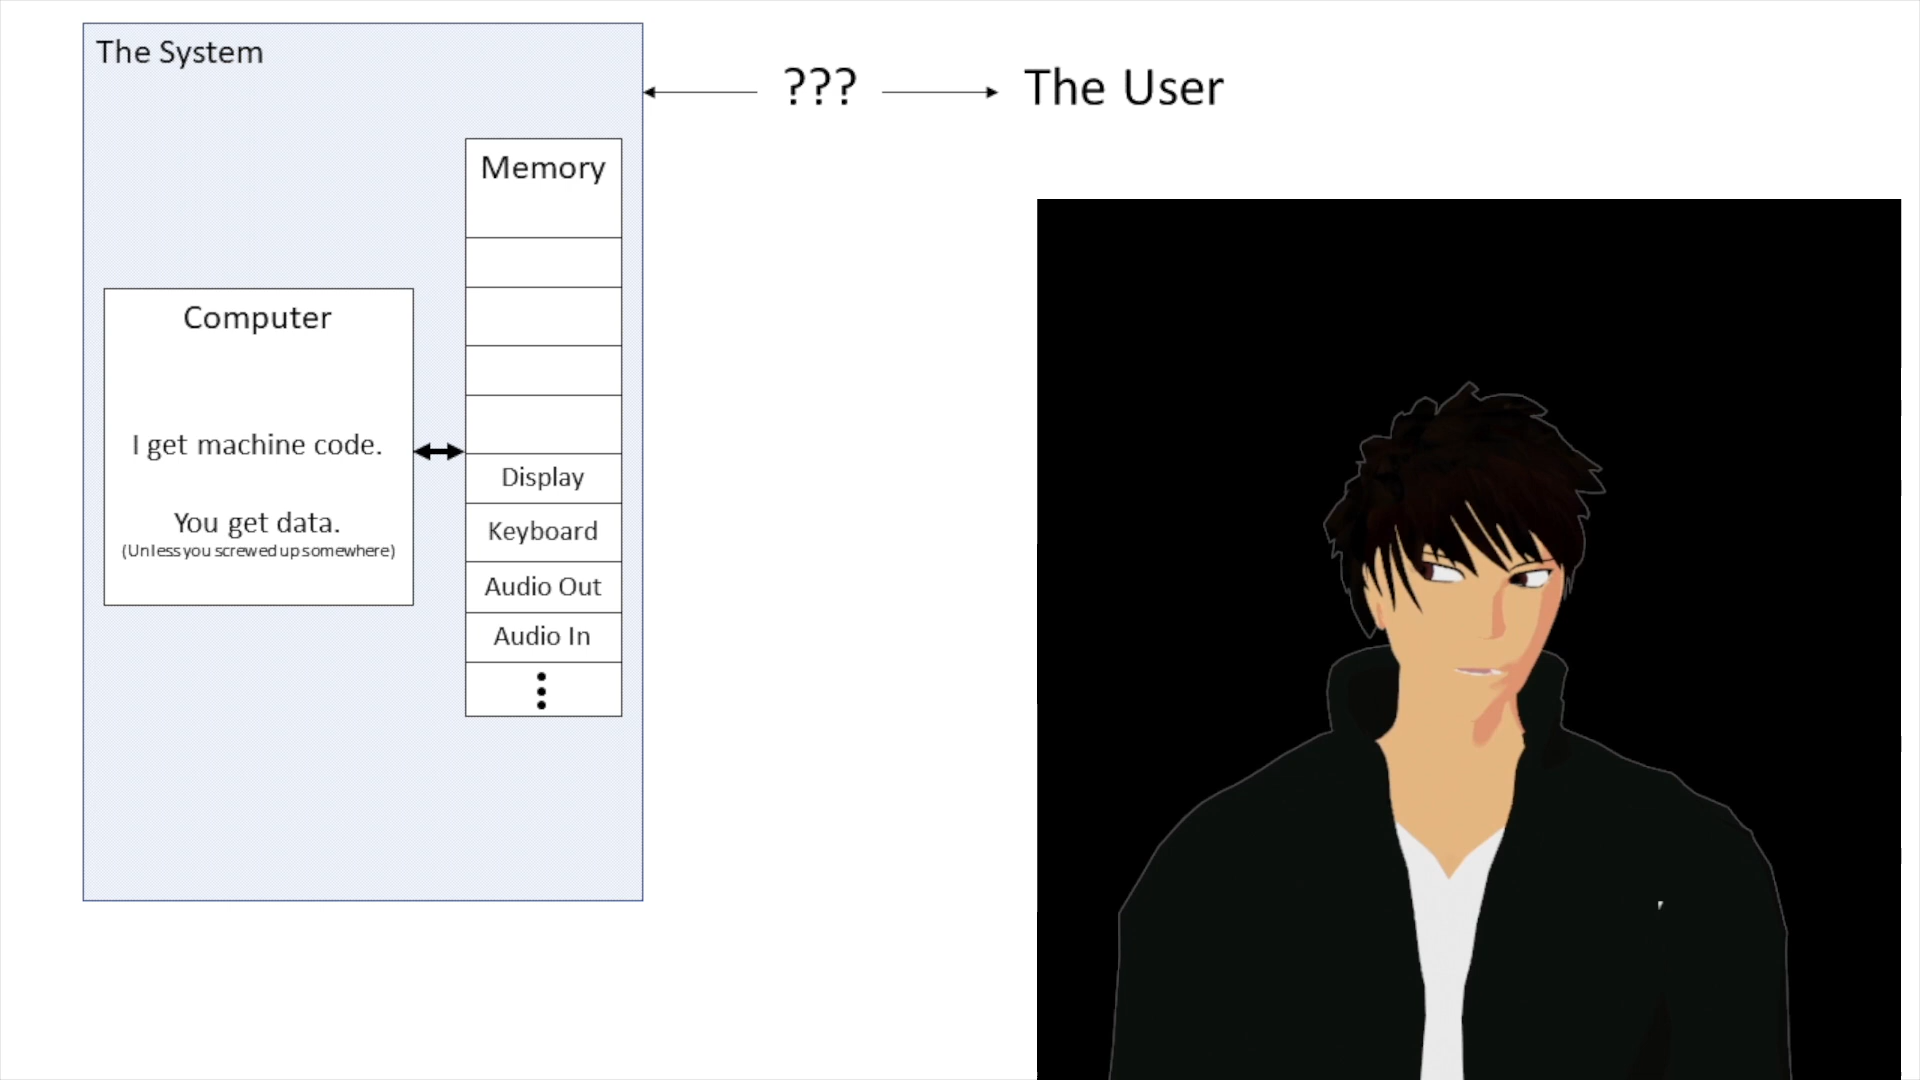 The System
??? The User
Memory
Computer
I get machine code.
You get data.
(Unless you screwed up somewhere)
Display
Keyboard
Audio Out
Audio In